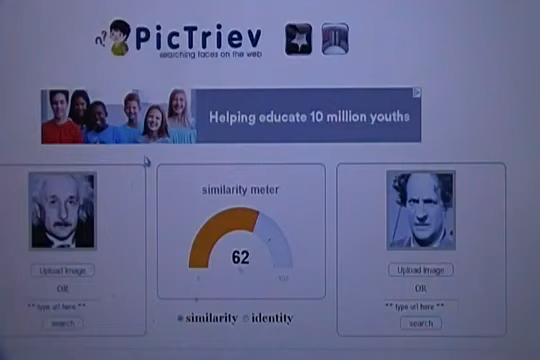 PicTriev
searching faces on the web
Helping educate 10 million youths
similarity meter
62
Upload Image
OR
** type url here **
search
similarity identity
Upload Image
OR
** type url here **
search